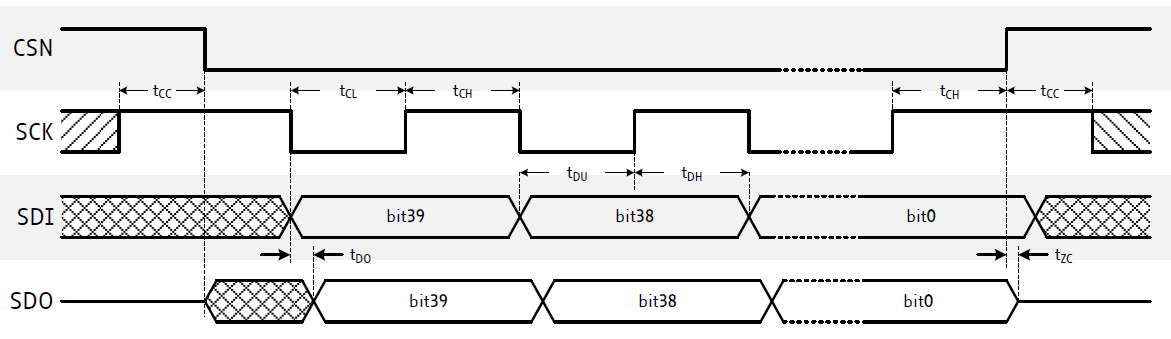 CSN
tCC tCL tCH tCH tCC
SCK
tDU tDH
SDI bit39 bit38 bit0
tDO tZC
SDO bit39 bit38 bit0